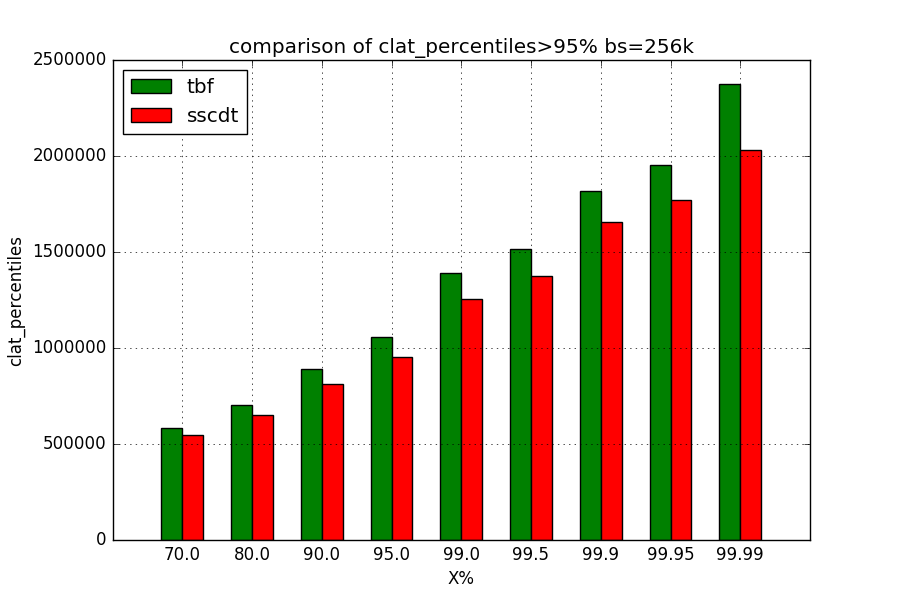 comparison of clat_percentiles>95% bs=256k
2500000
2000000
1500000
1000000
500000
0
clat_percentiles
tbf
sscdt
70.0 80.0 90.0 95.0 99.0 99.5 99.9 99.95 99.99
X%